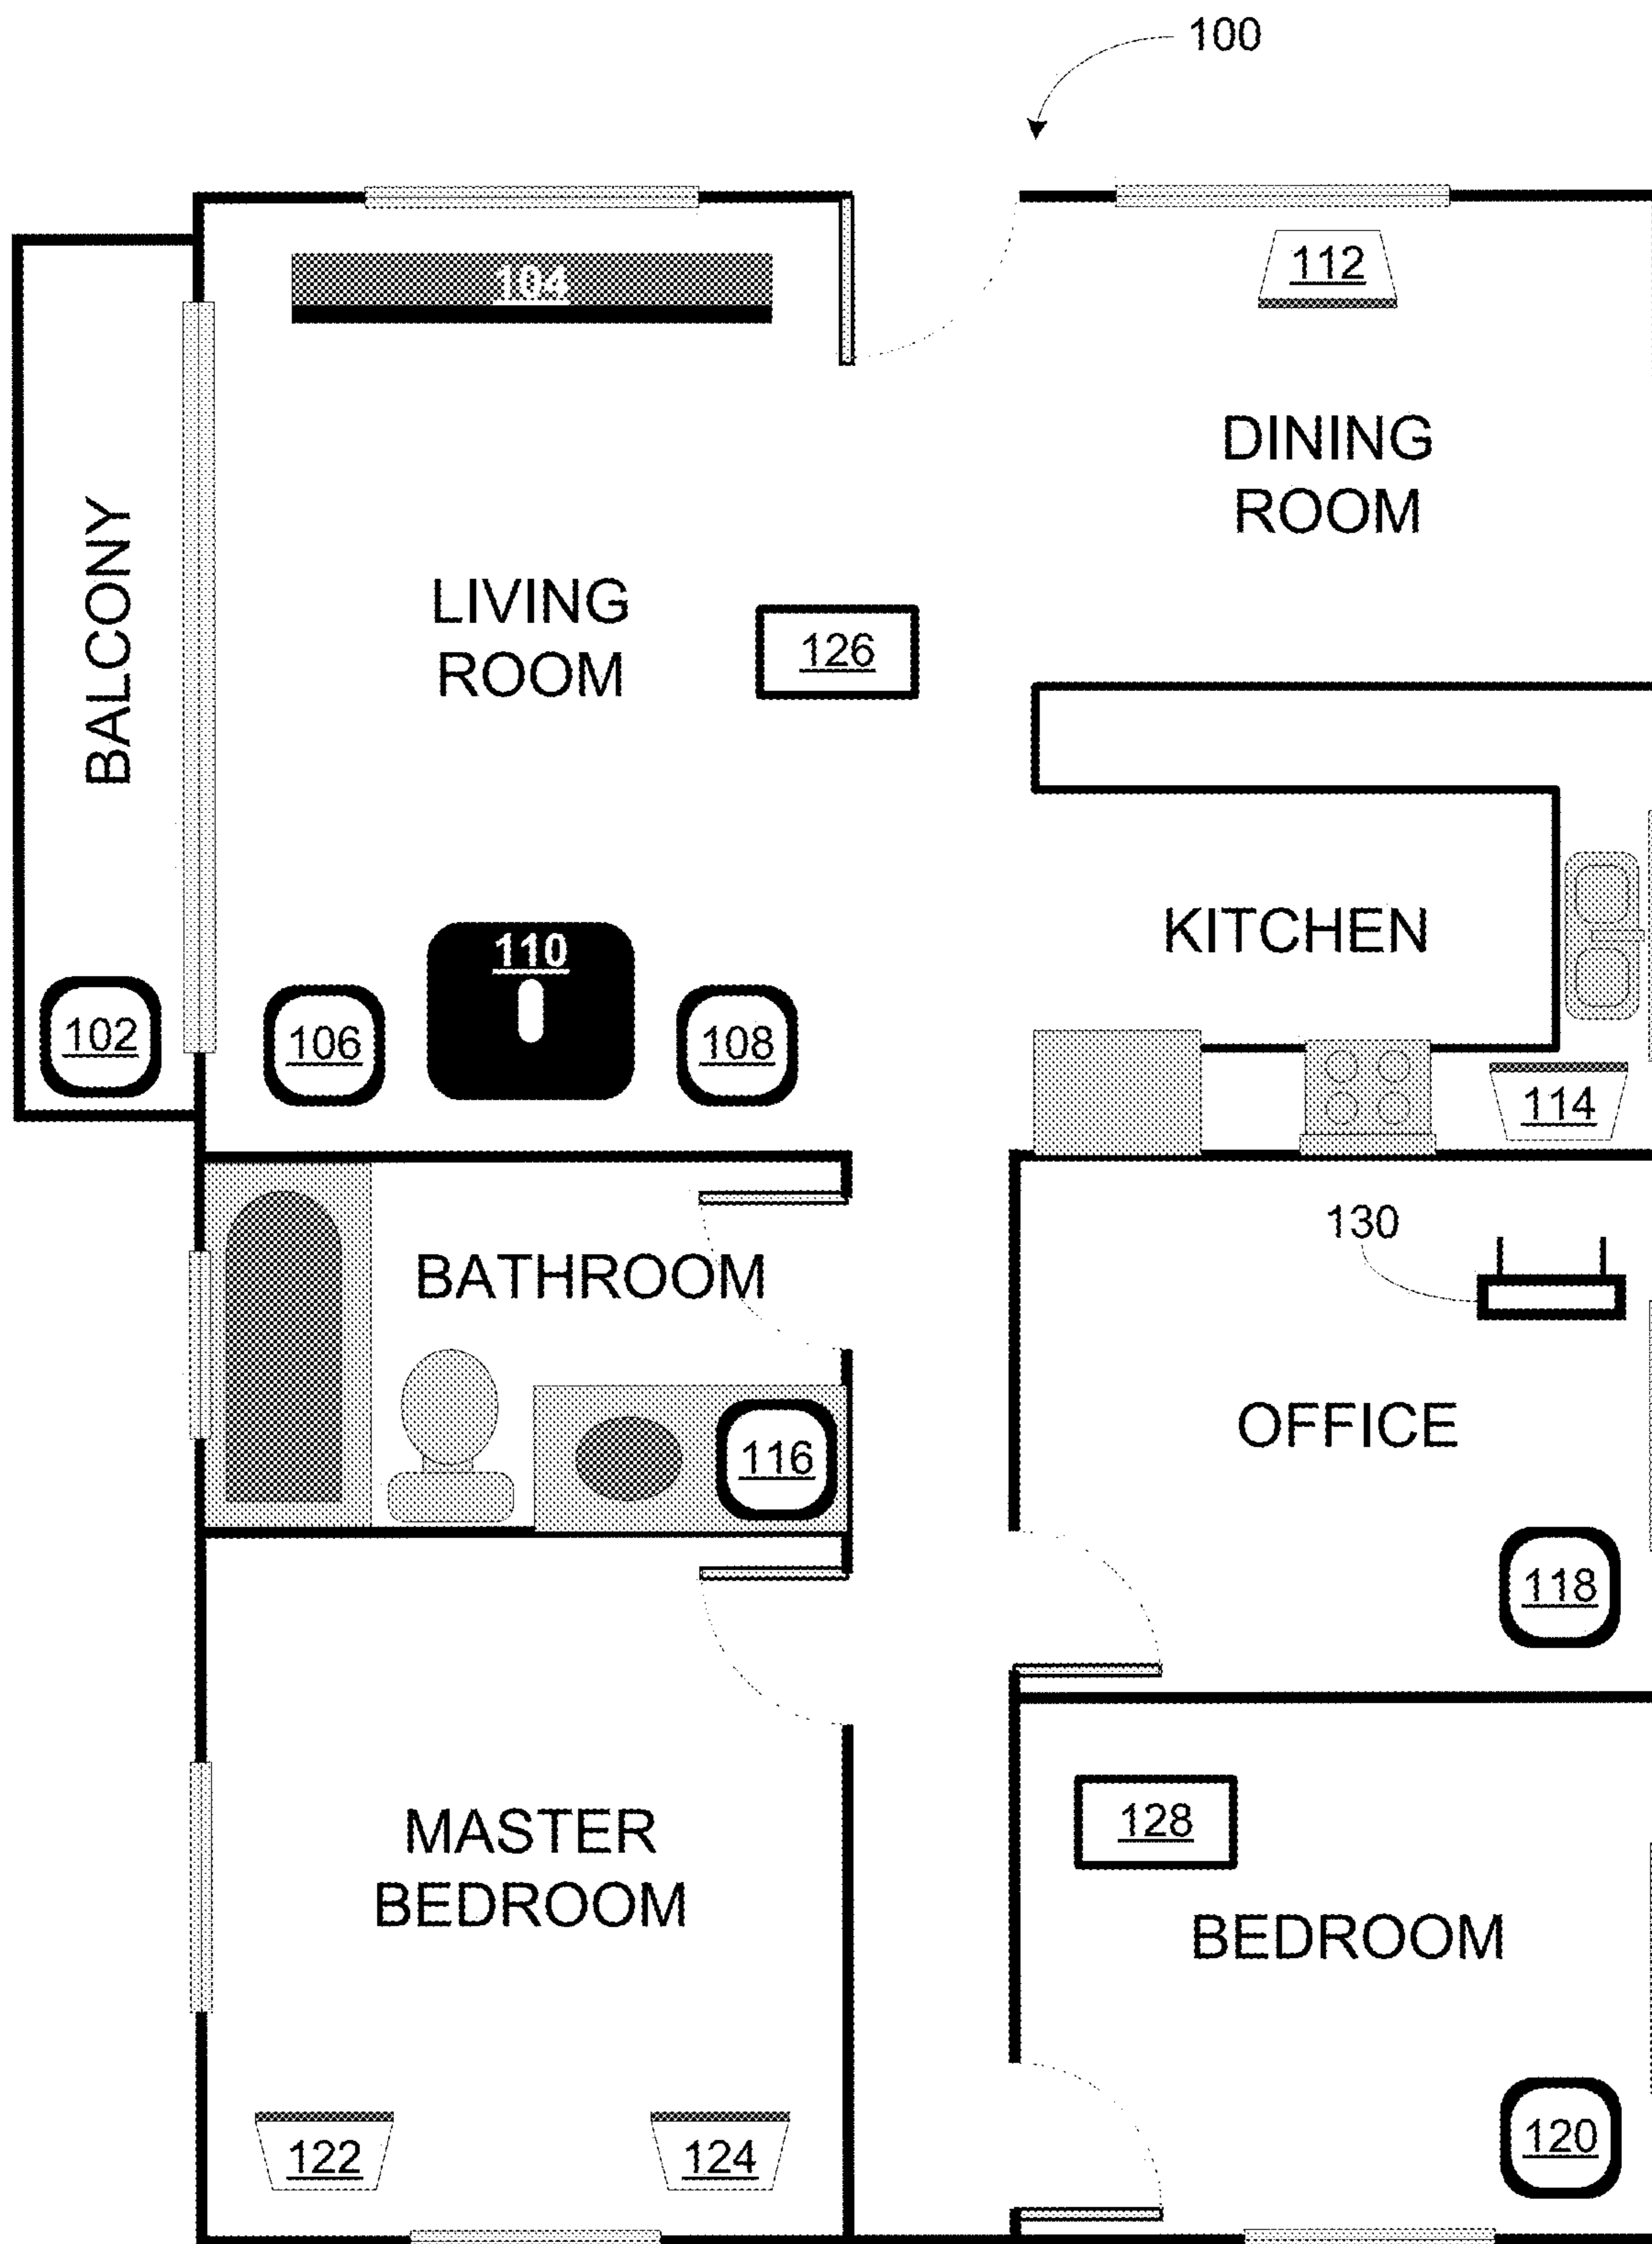 100
104
112
DINING
ROOM
BALCONY
LIVING
ROOM
126
110
KITCHEN
102
106
108
114
130
BATHROOM
OFFICE
116
118
128
MASTER
BEDROOM
BEDROOM
122
124
120